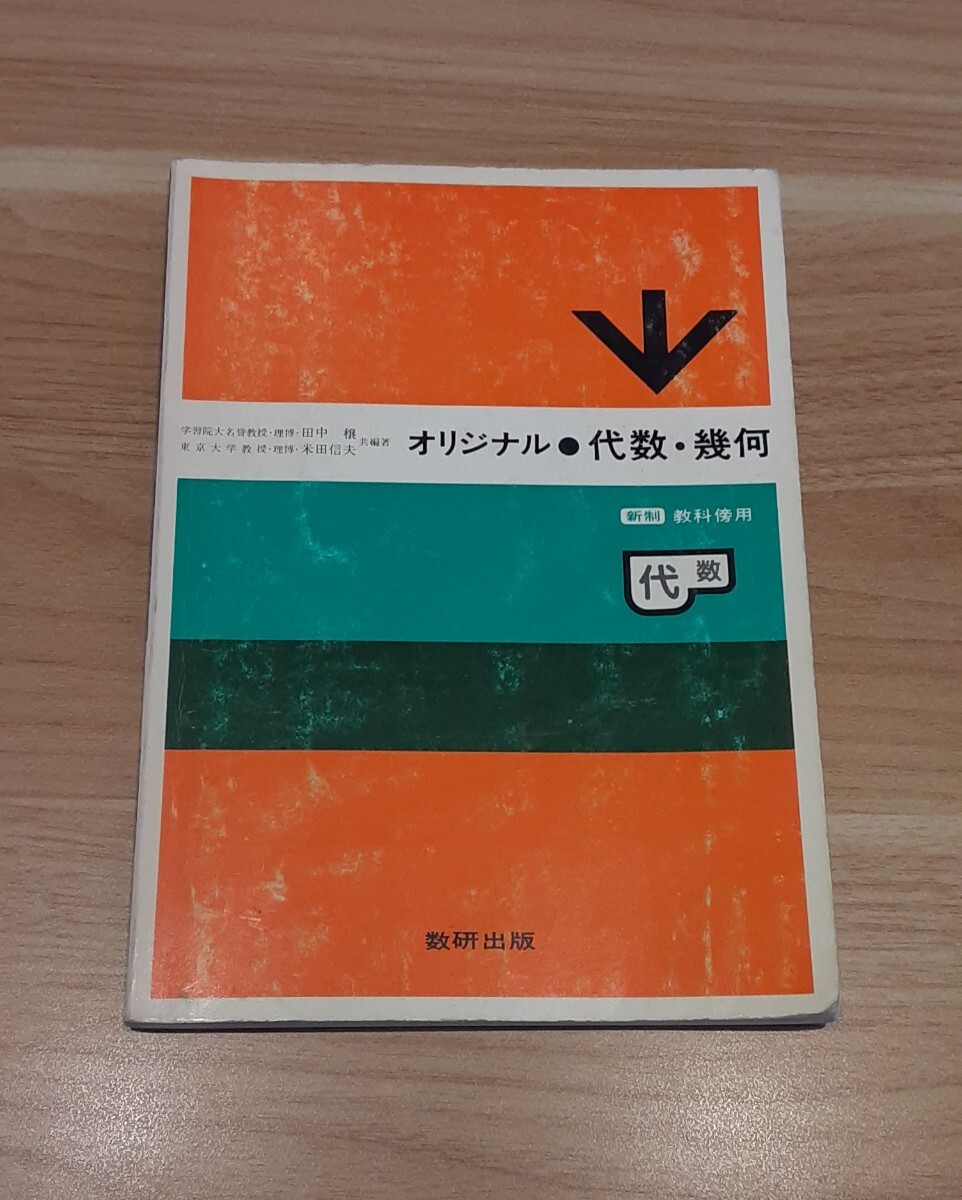 学習院大名誉教授・理博・田中 穣
東京大学教授・理博・米田信夫
共編著
オリジナル●代数・幾何
新制 教科傍用
代数
数研出版